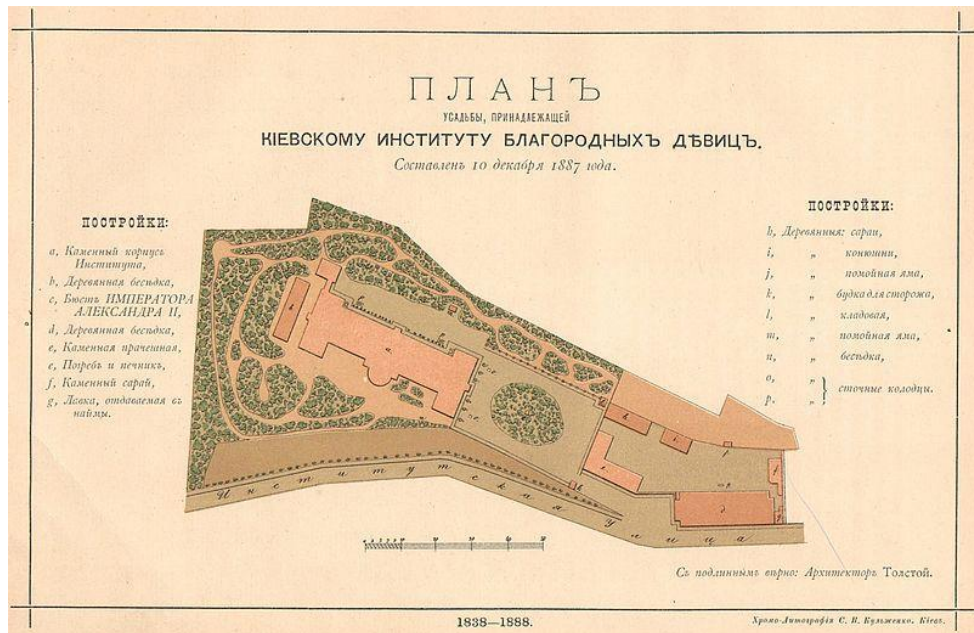 ПЛАНЪ
УСАДЬБЫ, ПРИНАДЛЕЖАЩЕЙ
КІЕВСКОМУ ИНСТИТУТУ БЛАГОРОДНЫХЪ ДѢВИЦЪ.
Составленъ 10 декабря 1887 года.
ПОСТРОЙКИ:
a, Каменный корпусъ
Института,
b, Деревянная бесѣдка,
c, Бюстъ ИМПЕРАТОРА
АЛЕКСАНДРА II,
d, Деревянная бесѣдка,
e, Каменная прачешная,
e, Погребъ и печникъ,
f, Каменный сарай,
g, Лавка, отдаваемая въ
наймы.
ПОСТРОЙКИ:
h, Деревянныя: сараи,
i, „ конюшни,
j, „ помойная яма,
k, „ будка для сторожа,
l, „ кладовая,
m, „ помойная яма,
n, „ бесѣдка,
o, „
p, „ } сточные колодцы.
Институтская улица
Съ подлиннымъ вѣрно: Архитекторъ Толстой.
1838—1888.
Хромо-Литографія С. В. Кульженко, Кіевъ.